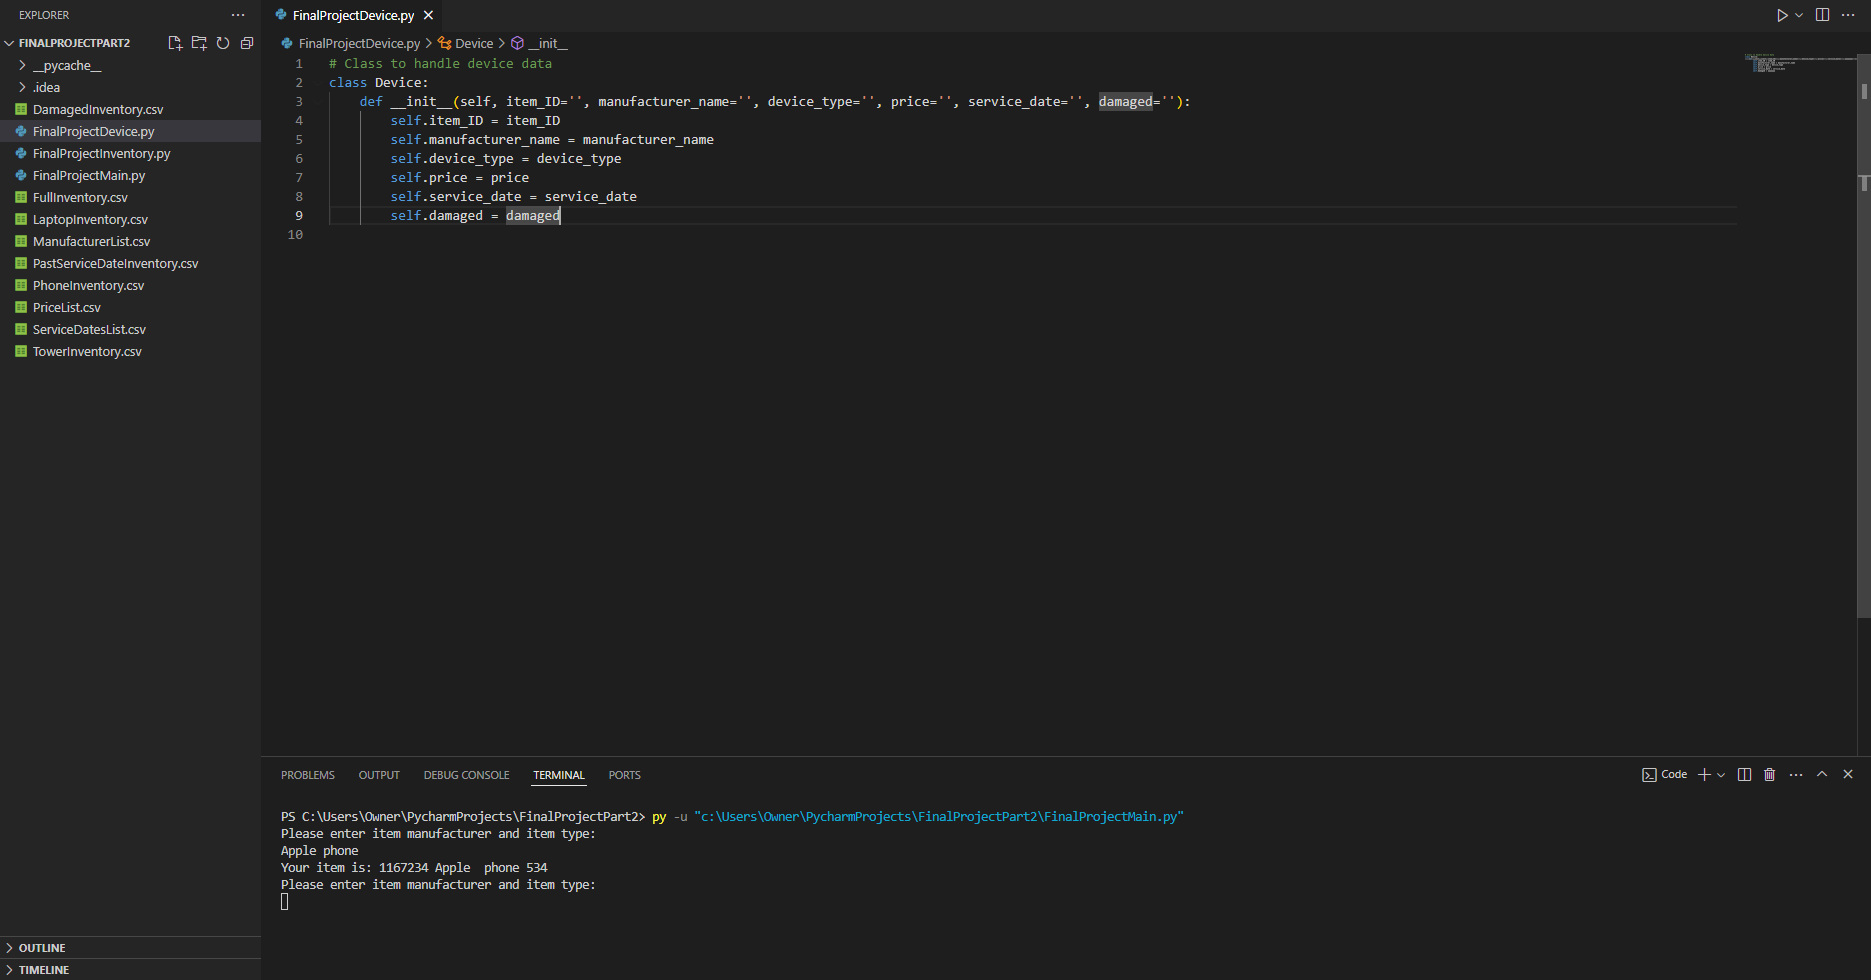 EXPLORER
FINALPROJECTPART2
__pycache__
.idea
DamagedInventory.csv
FinalProjectDevice.py
FinalProjectInventory.py
FinalProjectMain.py
FullInventory.csv
LaptopInventory.csv
ManufacturerList.csv
PastServiceDateInventory.csv
PhoneInventory.csv
PriceList.csv
ServiceDatesList.csv
TowerInventory.csv
OUTLINE
TIMELINE
FinalProjectDevice.py
FinalProjectDevice.py > Device > __init__
1 # Class to handle device data
2 class Device:
3     def __init__(self, item_ID='', manufacturer_name='', device_type='', price='', service_date='', damaged=''):
4         self.item_ID = item_ID
5         self.manufacturer_name = manufacturer_name
6         self.device_type = device_type
7         self.price = price
8         self.service_date = service_date
9         self.damaged = damaged
10
PROBLEMS OUTPUT DEBUG CONSOLE TERMINAL PORTS Code
PS C:\Users\Owner\PycharmProjects\FinalProjectPart2> py -u "c:\Users\Owner\PycharmProjects\FinalProjectPart2\FinalProjectMain.py"
Please enter item manufacturer and item type:
Apple phone
Your item is: 1167234 Apple  phone 534
Please enter item manufacturer and item type: